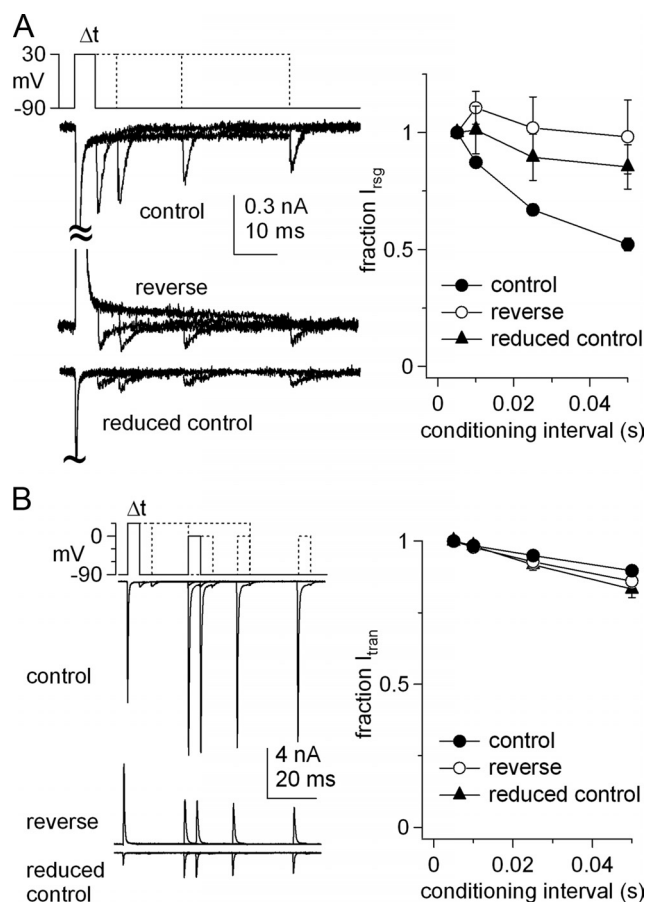 A
Δt
30
mV
-90
control
0.3 nA
10 ms
reverse
reduced control
fraction Irsg
1
0.5
0
control
reverse
reduced control
0 0.02 0.04
conditioning interval (s)
B
Δt
0
mV
-90
control
4 nA
20 ms
reverse
reduced
control
fraction Itran
1
0.5
0
control
reverse
reduced control
0 0.02 0.04
conditioning interval (s)